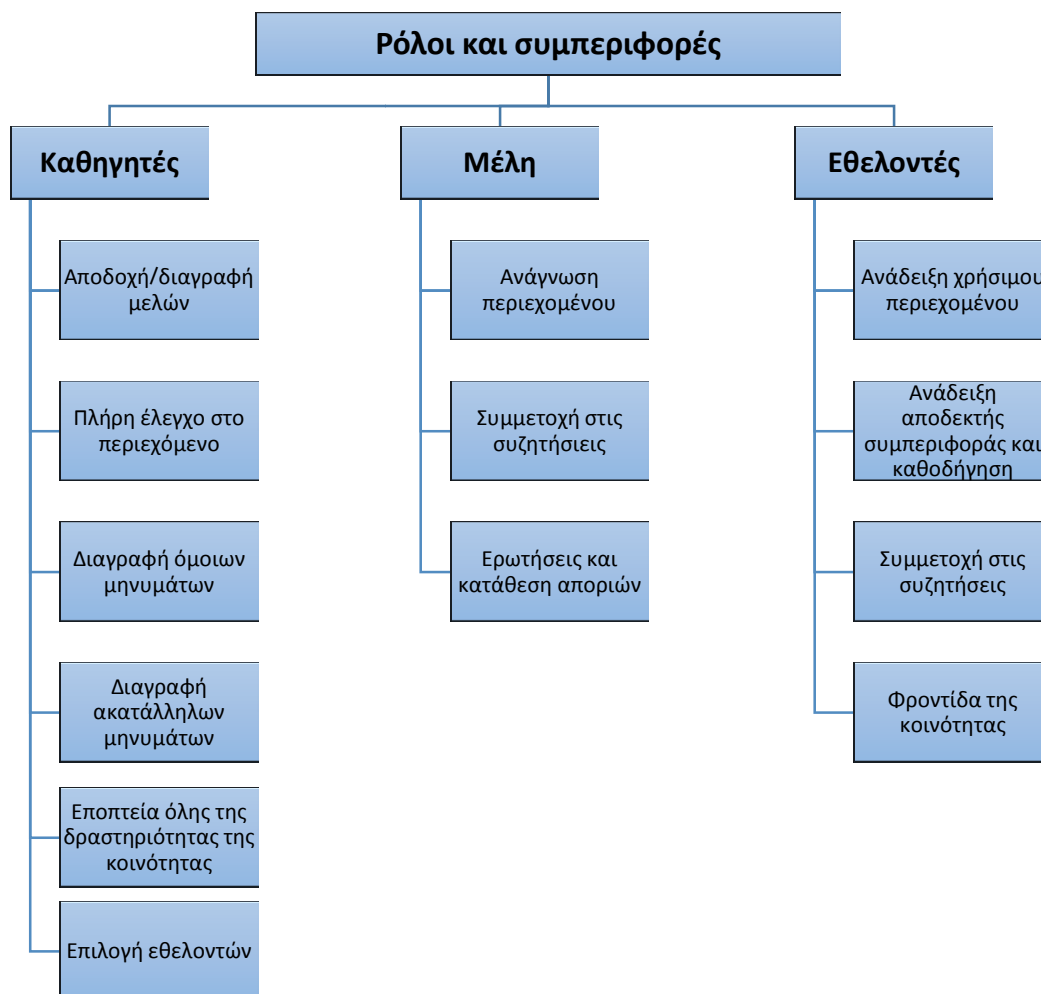 Ρόλοι και συμπεριφορές
Καθηγητές
Αποδοχή/διαγραφή
μελών
Πλήρη έλεγχο στο
περιεχόμενο
Διαγραφή όμοιων
μηνυμάτων
Διαγραφή
ακατάλληλων
μηνυμάτων
Εποπτεία όλης της
δραστηριότητας της
κοινότητας
Επιλογή εθελοντών
Μέλη
Ανάγνωση
περιεχομένου
Συμμετοχή στις
συζητήσιεις
Ερωτήσεις και
κατάθεση αποριών
Εθελοντές
Ανάδειξη χρήσιμου
περιεχομένου
Ανάδειξη
αποδεκτής
συμπεριφοράς και
καθοδήγηση
Συμμετοχή στις
συζητήσεις
Φροντίδα της
κοινότητας